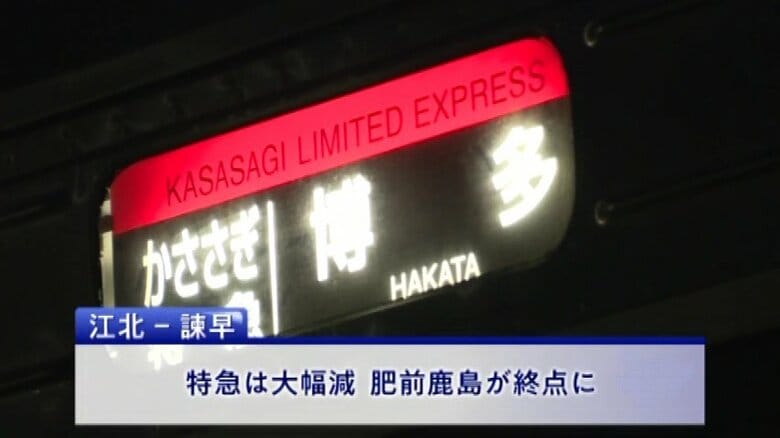 KASASAGI LIMITED EXPRESS
かささぎ
博多
HAKATA
江北－諫早
特急は大幅減 肥前鹿島が終点に